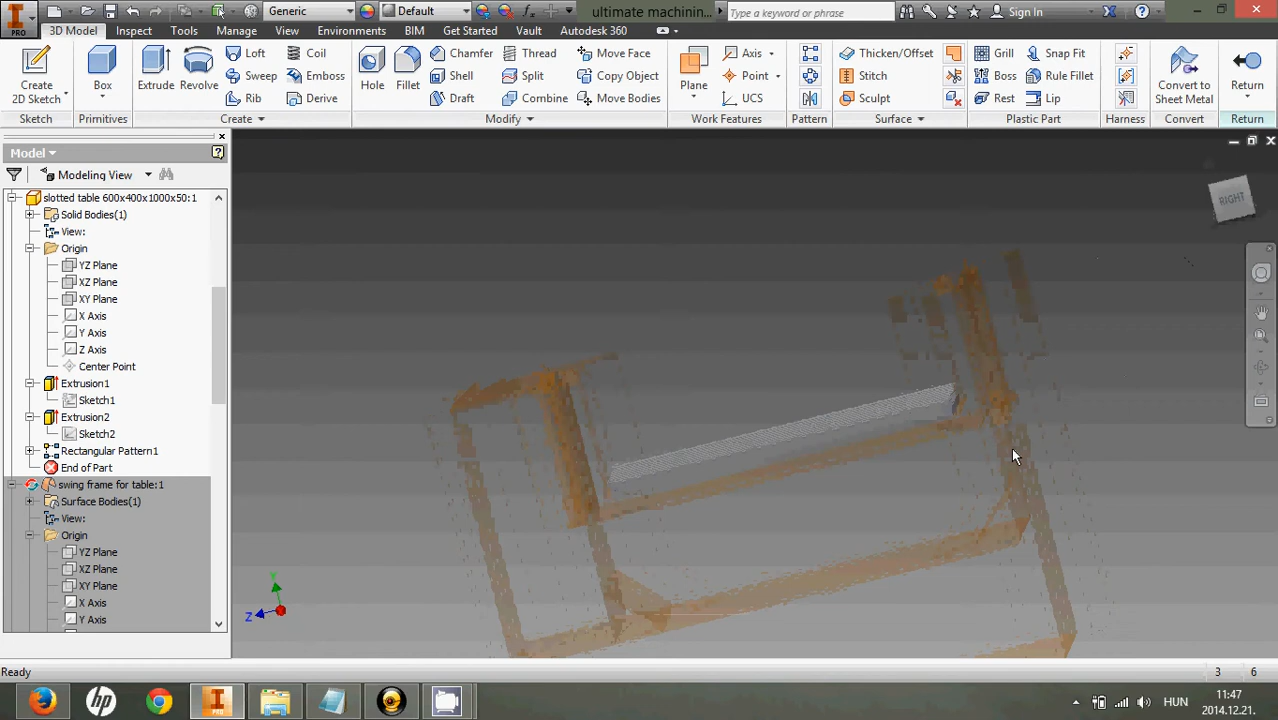 Generic
Default
ultimate machinin...
Type a keyword or phrase
Sign In
PRO
3D Model Inspect Tools Manage View Environments BIM Get Started Vault Autodesk 360
Create
2D Sketch
Box
Extrude
Revolve
Loft
Sweep
Rib
Coil
Emboss
Derive
Hole
Fillet
Chamfer
Shell
Draft
Thread
Split
Combine
Move Face
Copy Object
Move Bodies
Plane
Axis
Point
UCS
Thicken/Offset
Stitch
Sculpt
Grill
Boss
Rest
Snap Fit
Rule Fillet
Lip
Convert to
Sheet Metal
Return
Sketch Primitives Create Modify Work Features Pattern Surface Plastic Part Harness Convert Return
Model
Modeling View
slotted table 600x400x1000x50:1
Solid Bodies(1)
View:
Origin
YZ Plane
XZ Plane
XY Plane
X Axis
Y Axis
Z Axis
Center Point
Extrusion1
Sketch1
Extrusion2
Sketch2
Rectangular Pattern1
End of Part
swing frame for table:1
Surface Bodies(1)
View:
Origin
YZ Plane
XZ Plane
XY Plane
X Axis
Y Axis
RIGHT
Y
Z
Ready
3 6
HUN
11:47
2014.12.21.